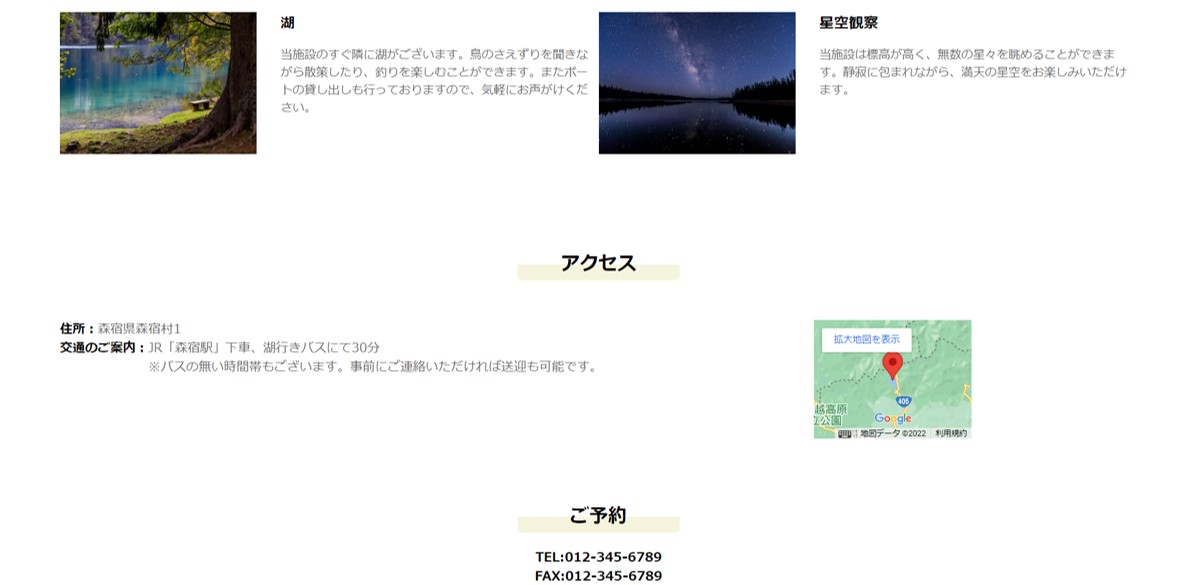 湖
当施設のすぐ隣に湖がございます。鳥のさえずりを聞きな
がら散策したり、釣りを楽しむことができます。またボー
トの貸し出しも行っておりますので、気軽にお声がけくだ
さい。
星空観察
当施設は標高が高く、無数の星々を眺めることができま
す。静寂に包まれながら、満天の星空をお楽しみいただけ
ます。
アクセス
住所：森宿県森宿村1
交通のご案内：JR「森宿駅」下車、湖行きバスにて30分
※バスの無い時間帯もございます。事前にご連絡いただければ送迎も可能です。
拡大地図を表示
405
越高原
立公園
Google
地図データ ©2022 利用規約
ご予約
TEL:012-345-6789
FAX:012-345-6789